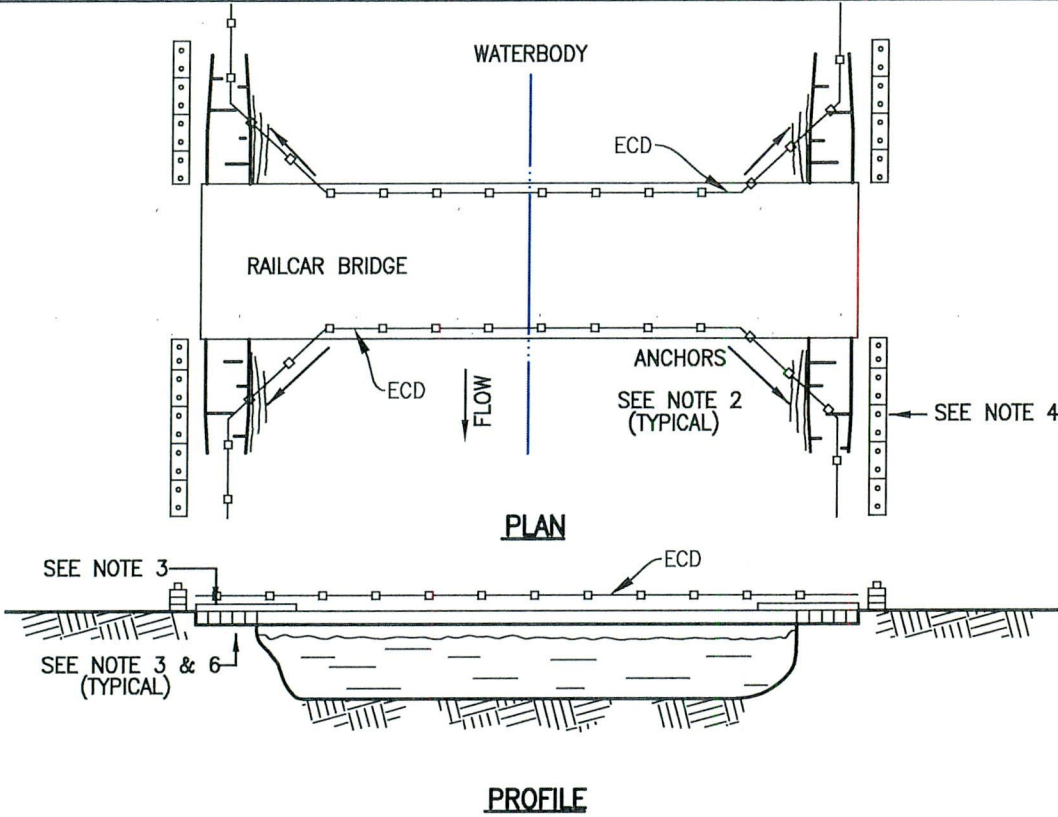 WATERBODY
ECD
RAILCAR BRIDGE
ECD
FLOW
ANCHORS
SEE NOTE 2
(TYPICAL)
SEE NOTE 4
PLAN
SEE NOTE 3
ECD
SEE NOTE 3 & 6
(TYPICAL)
PROFILE